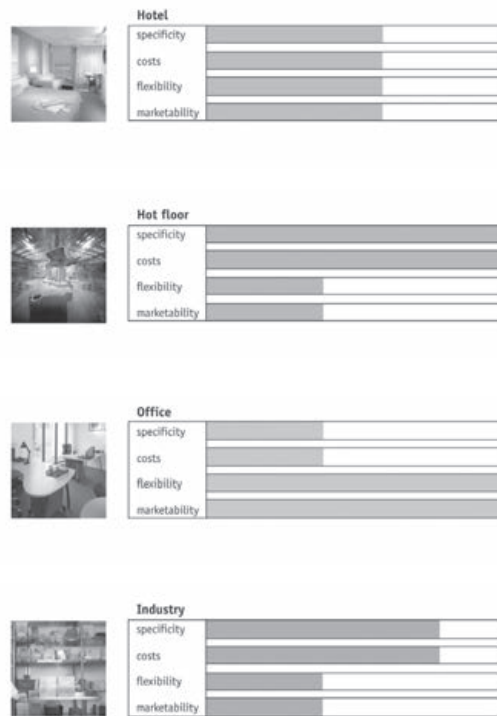 Hotel
specificity
costs
flexibility
marketability
Hot floor
specificity
costs
flexibility
marketability
Office
specificity
costs
flexibility
marketability
Industry
specificity
costs
flexibility
marketability